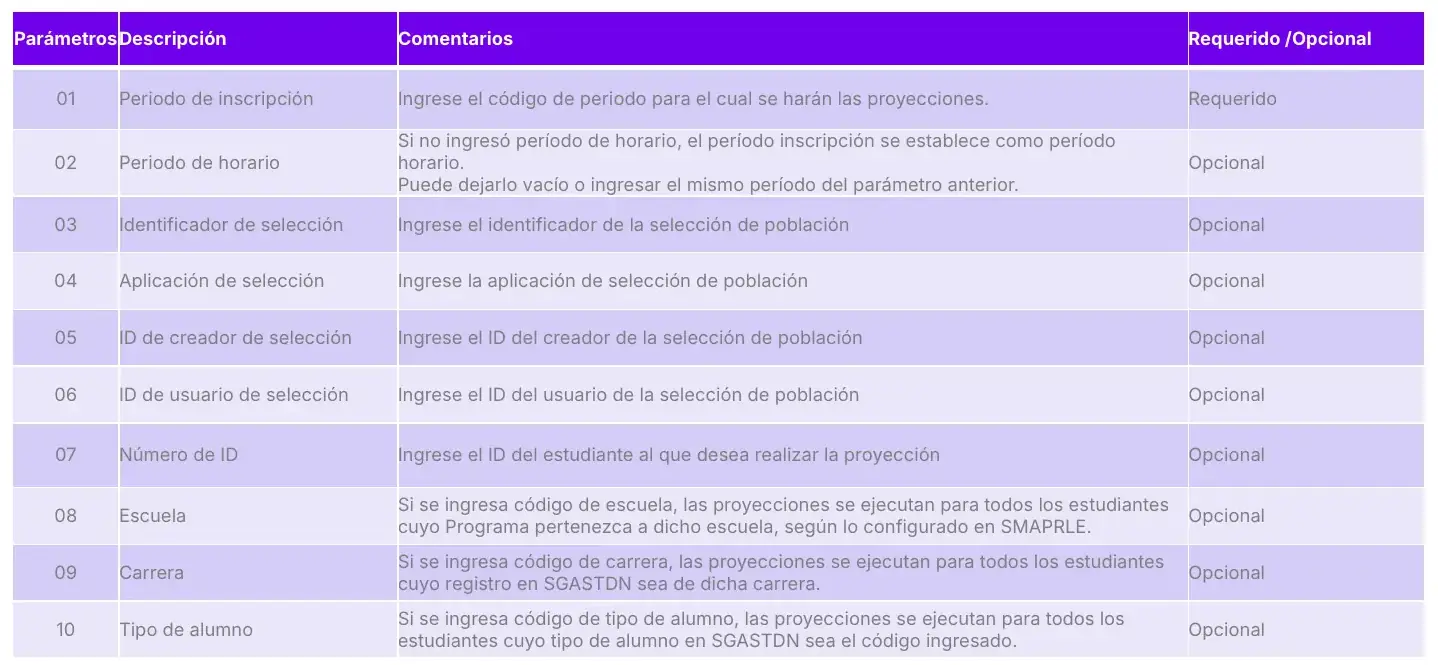 Parámetros Descripción Comentarios Requerido /Opcional
01 Periodo de inscripción Ingrese el código de periodo para el cual se harán las proyecciones. Requerido
02 Periodo de horario Si no ingresó período de horario, el período inscripción se establece como período
horario.
Puede dejarlo vacío o ingresar el mismo período del parámetro anterior. Opcional
03 Identificador de selección Ingrese el identificador de la selección de población Opcional
04 Aplicación de selección Ingrese la aplicación de selección de población Opcional
05 ID de creador de selección Ingrese el ID del creador de la selección de población Opcional
06 ID de usuario de selección Ingrese el ID del usuario de la selección de población Opcional
07 Número de ID Ingrese el ID del estudiante al que desea realizar la proyección Opcional
08 Escuela Si se ingresa código de escuela, las proyecciones se ejecutan para todos los estudiantes
cuyo Programa pertenezca a dicho escuela, según lo configurado en SMAPRLE. Opcional
09 Carrera Si se ingresa código de carrera, las proyecciones se ejecutan para todos los estudiantes
cuyo registro en SGASTDN sea de dicha carrera. Opcional
10 Tipo de alumno Si se ingresa código de tipo de alumno, las proyecciones se ejecutan para todos los
estudiantes cuyo tipo de alumno en SGASTDN sea el código ingresado. Opcional